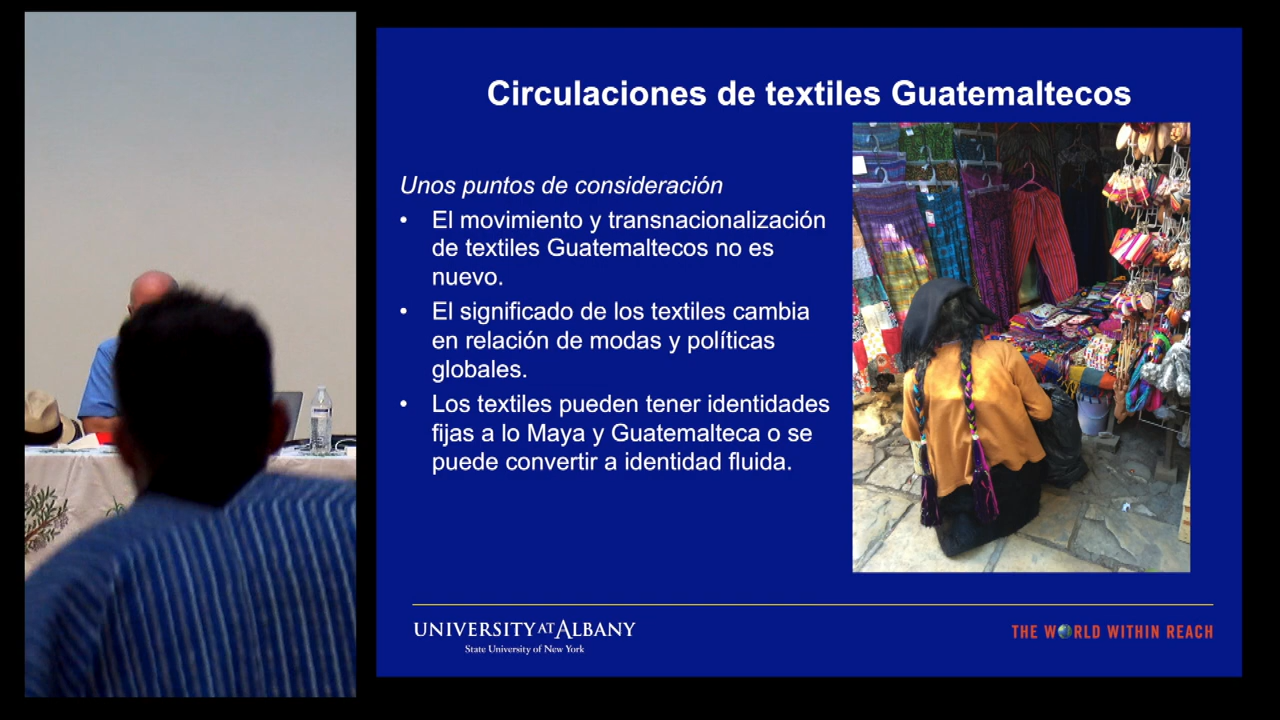 Circulaciones de textiles Guatemaltecos
Unos puntos de consideración
• El movimiento y transnacionalización
de textiles Guatemaltecos no es
nuevo.
• El significado de los textiles cambia
en relación de modas y políticas
globales.
• Los textiles pueden tener identidades
fijas a lo Maya y Guatemalteca o se
puede convertir a identidad fluida.
UNIVERSITY AT ALBANY
State University of New York
THE WORLD WITHIN REACH